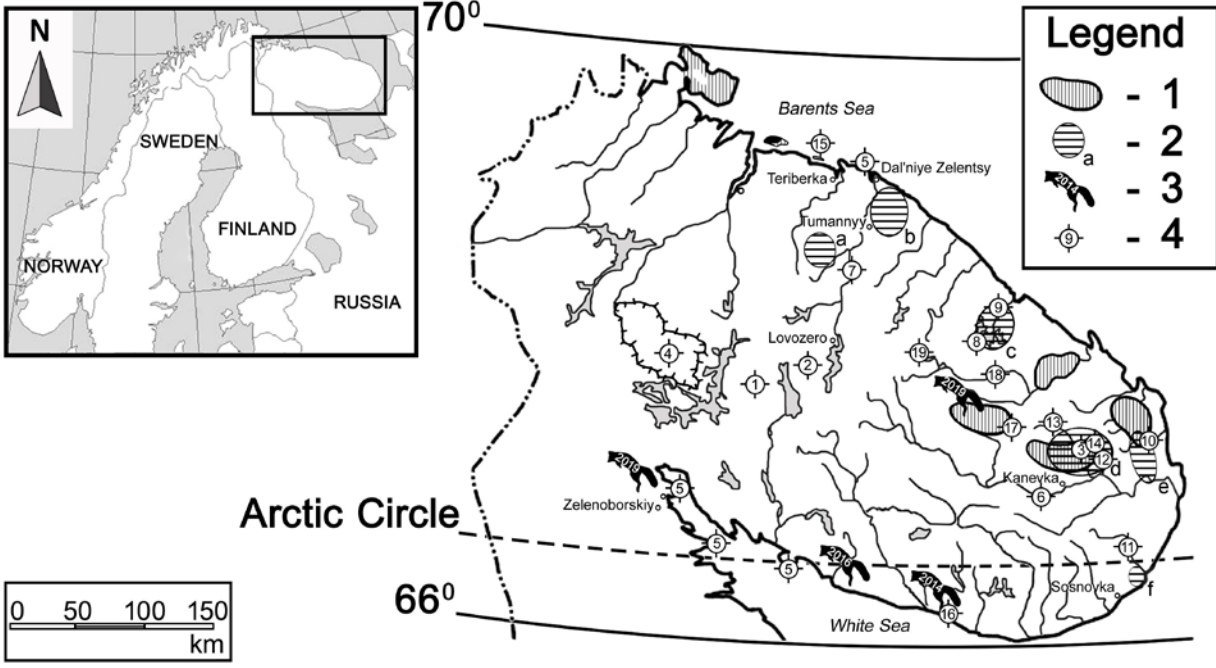 N
SWEDEN
FINLAND
NORWAY
RUSSIA
0 50 100 150
km
70⁰
66⁰
Arctic Circle
Barents Sea
15
5
Dal'niye Zelentsy
Teriberka
Tumannyy
a
b
7
9
8
c
Lovozero
4
1
2
19
18
2019
17
13
14
3
12
d
10
e
Kanevka
6
2019
5
Zelenoborskiy
5
5
2016
2014
16
11
Sosnovka
f
White Sea
Legend
- 1
a - 2
2014 - 3
9 - 4